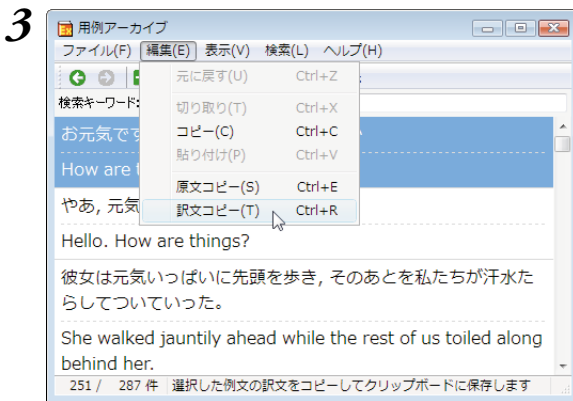 3
用例アーカイブ
ファイル(F) 編集(E) 表示(V) 検索(L) ヘルプ(H)
元に戻す(U) Ctrl+Z
検索キーワード:
切り取り(T) Ctrl+X
お元気です
コピー(C) Ctrl+C
貼り付け(P) Ctrl+V
How are
原文コピー(S) Ctrl+E
やあ, 元気
訳文コピー(T) Ctrl+R
Hello. How are things?
彼女は元気いっぱいに先頭を歩き, そのあとを私たちが汗水た
らしてついていった。
She walked jauntily ahead while the rest of us toiled along
behind her.
251 / 287 件 選択した例文の訳文をコピーしてクリップボードに保存します